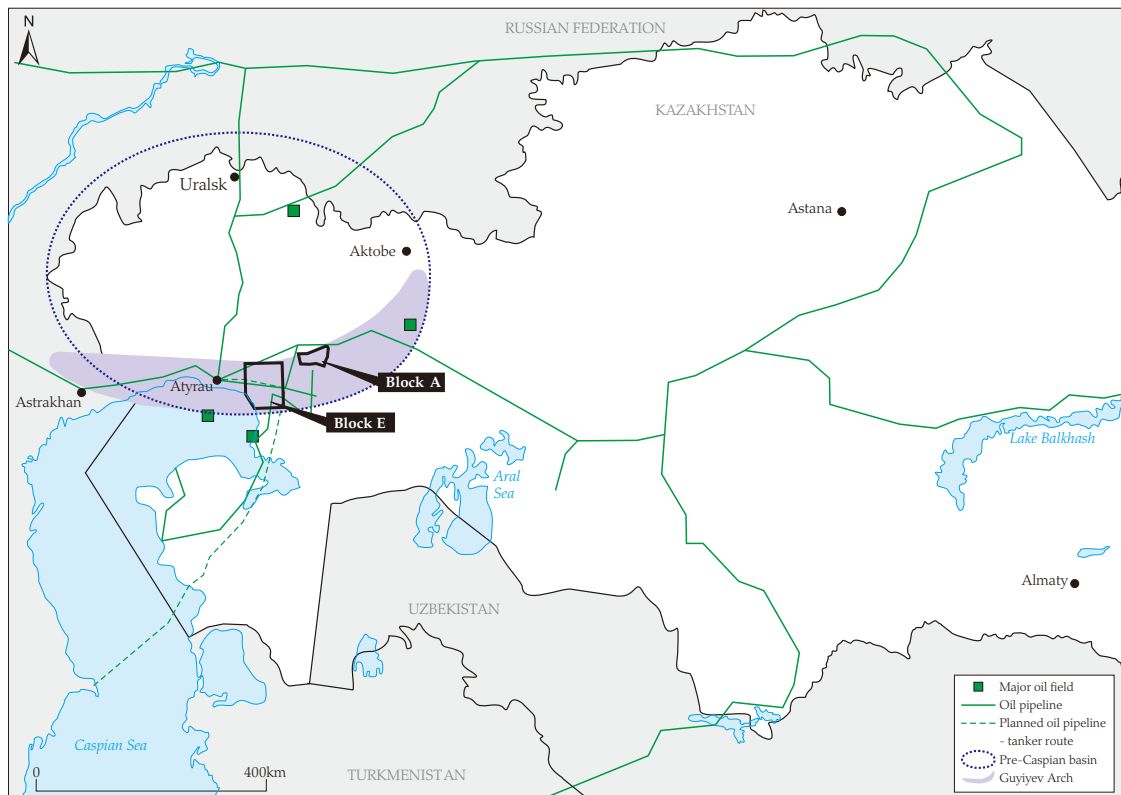 N
RUSSIAN FEDERATION
KAZAKHSTAN
Uralsk
Astana
Aktobe
Block A
Atyrau
Astrakhan
Block E
Lake Balkhash
Aral
Sea
Almaty
UZBEKISTAN
Caspian Sea
TURKMENISTAN
0
400km
Major oil field
Oil pipeline
Planned oil pipeline
- tanker route
Pre-Caspian basin
Guyiyev Arch